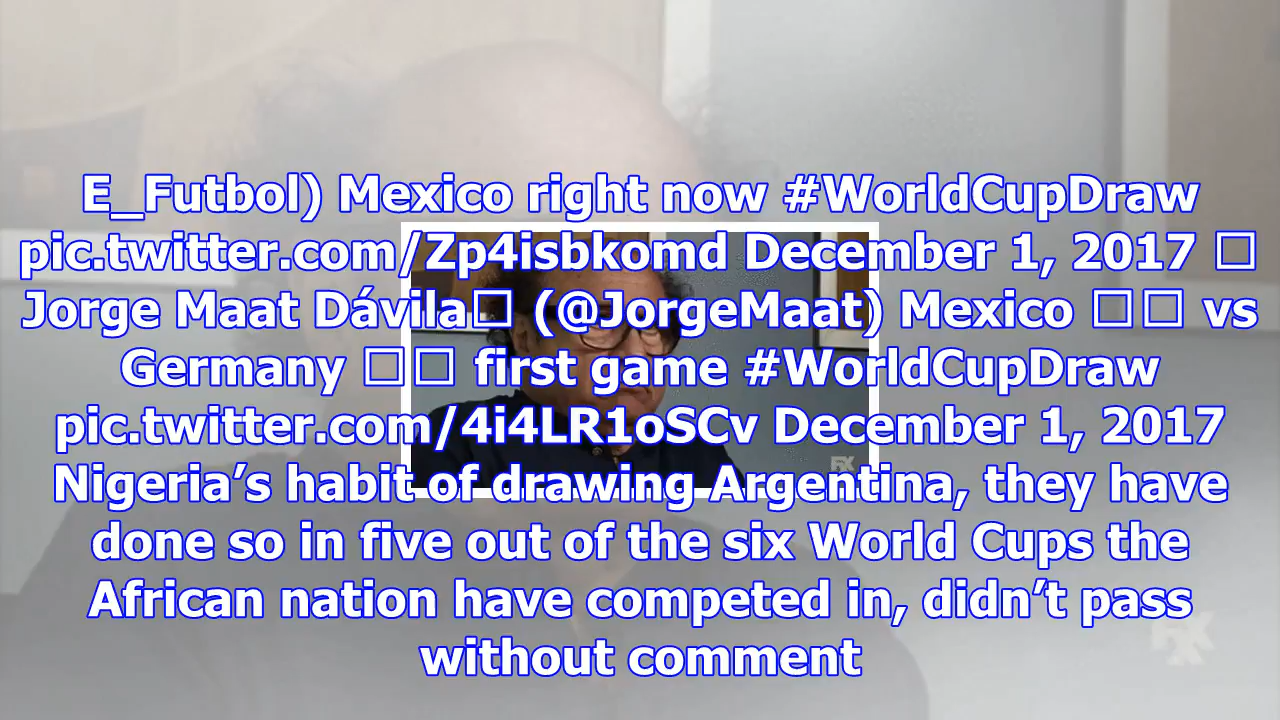 E_Futbol) Mexico right now #WorldCupDraw
pic.twitter.com/Zp4isbkomd December 1, 2017 □
Jorge Maat Dávila□ (@JorgeMaat) Mexico □□ vs
Germany □□ first game #WorldCupDraw
pic.twitter.com/4i4LR1oSCv December 1, 2017
Nigeria’s habit of drawing Argentina, they have
done so in five out of the six World Cups the
African nation have competed in, didn’t pass
without comment
FX
FX